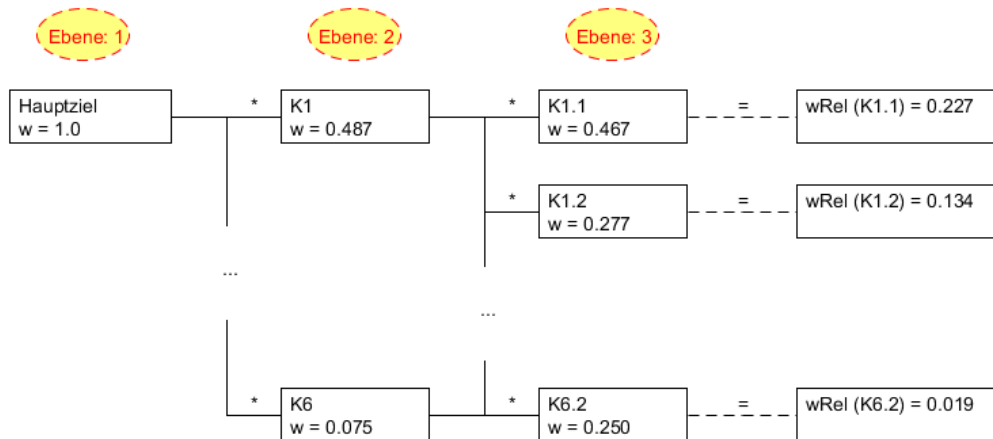 Ebene: 1
Ebene: 2
Ebene: 3
Hauptziel
w = 1.0
*
K1
w = 0.487
*
K1.1
w = 0.467
=
wRel (K1.1) = 0.227
*
K1.2
w = 0.277
=
wRel (K1.2) = 0.134
...
...
*
K6
w = 0.075
*
K6.2
w = 0.250
=
wRel (K6.2) = 0.019